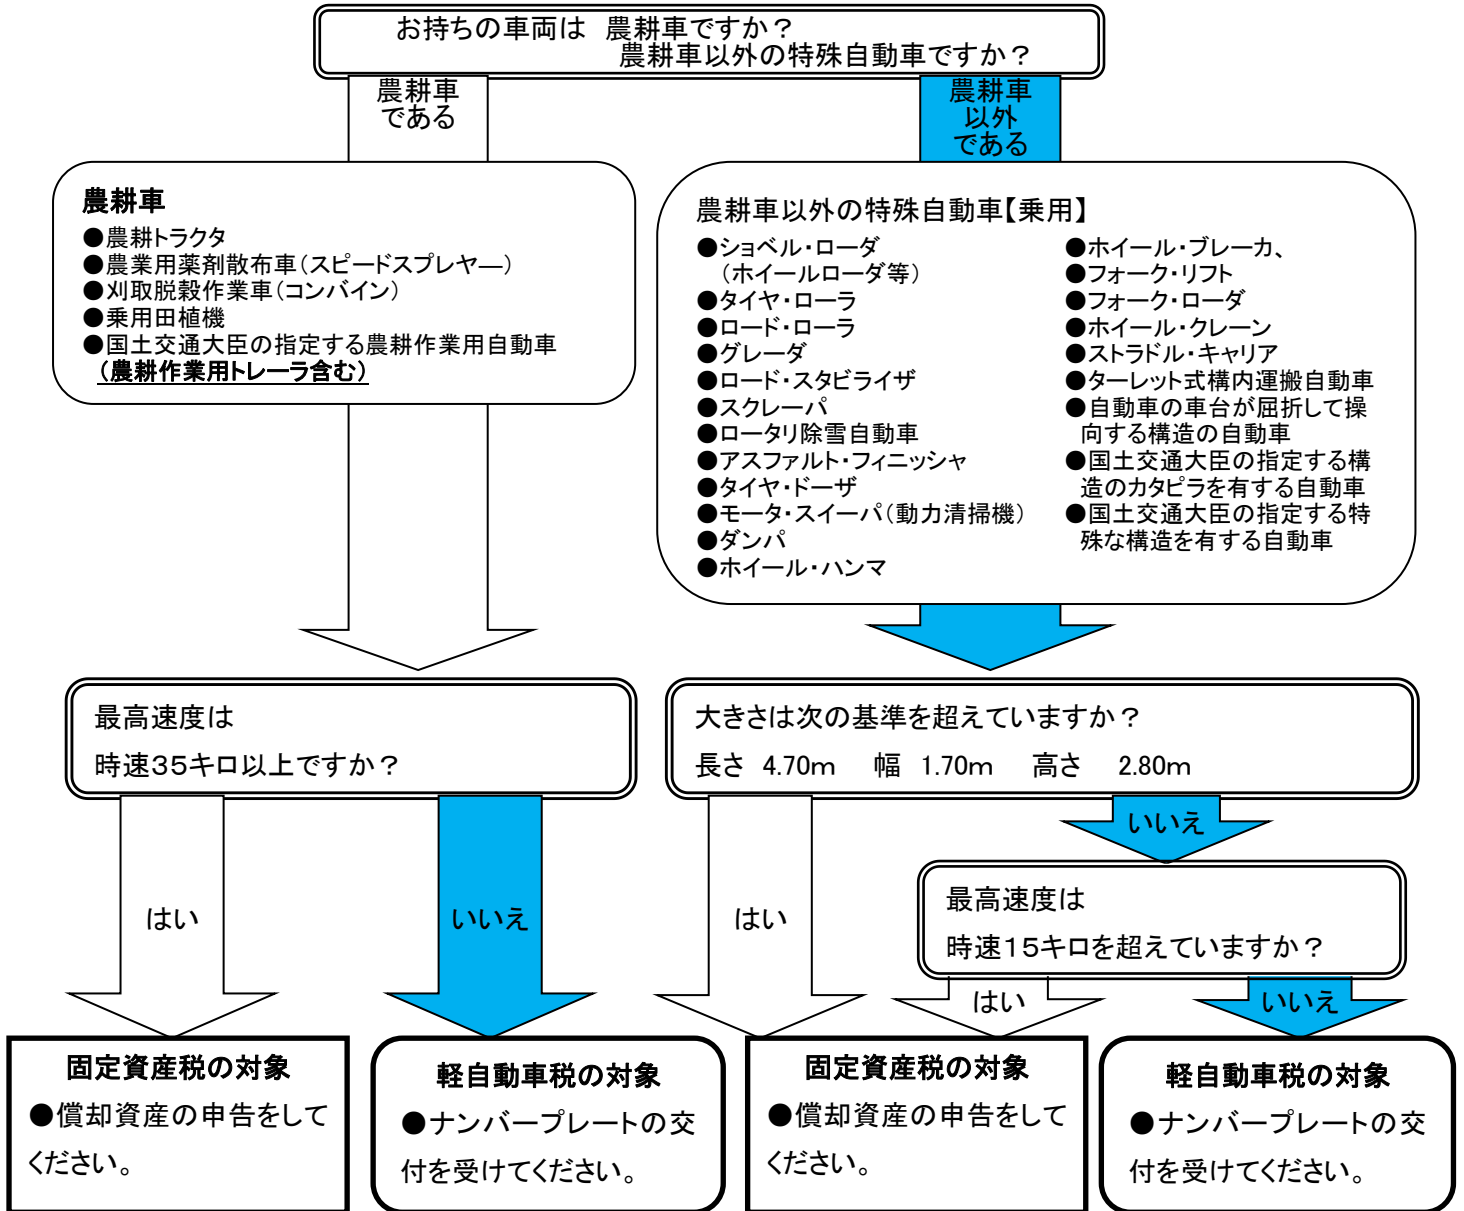 お持ちの車両は 農耕車ですか？
農耕車以外の特殊自動車ですか？
農耕車
である
農耕車
以外
である
農耕車
●農耕トラクタ
●農業用薬剤散布車（スピードスプレヤ―）
●刈取脱穀作業車（コンバイン）
●乗用田植機
●国土交通大臣の指定する農耕作業用自動車
（農耕作業用トレーラ含む）
農耕車以外の特殊自動車【乗用】
●ショベル・ローダ
（ホイールローダ等）
●タイヤ・ローラ
●ロード・ローラ
●グレーダ
●ロード・スタビライザ
●スクレーパ
●ロータリ除雪自動車
●アスファルト・フィニッシャ
●タイヤ・ドーザ
●モータ・スイーパ（動力清掃機）
●ダンパ
●ホイール・ハンマ
●ホイール・ブレーカ、
●フォーク・リフト
●フォーク・ローダ
●ホイール・クレーン
●ストラドル・キャリア
●ターレット式構内運搬自動車
●自動車の車台が屈折して操
向する構造の自動車
●国土交通大臣の指定する構
造のカタピラを有する自動車
●国土交通大臣の指定する特
殊な構造を有する自動車
最高速度は
時速３５キロ以上ですか？
大きさは次の基準を超えていますか？
長さ 4.70ｍ 幅 1.70ｍ 高さ 2.80ｍ
はい
いいえ
はい
いいえ
最高速度は
時速１５キロを超えていますか？
はい
いいえ
固定資産税の対象
●償却資産の申告をして
ください。
軽自動車税の対象
●ナンバープレートの交
付を受けてください。
固定資産税の対象
●償却資産の申告をして
ください。
軽自動車税の対象
●ナンバープレートの交
付を受けてください。